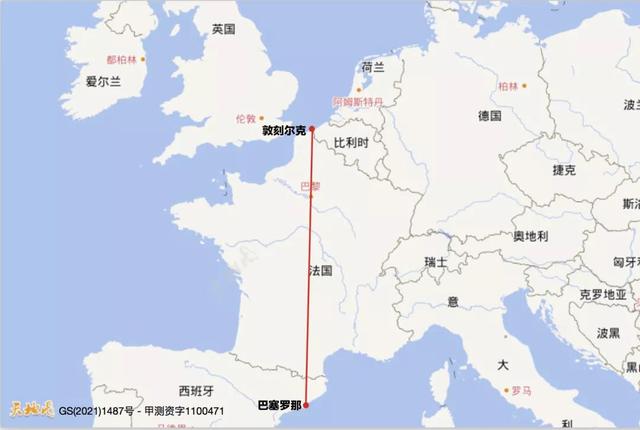 英国
都柏林
爱尔兰
荷兰
柏林
阿姆斯特丹
波兰
伦敦
德国
敦刻尔克
比利时
捷克
巴黎
斯洛
奥地利
法国
瑞士
匈牙利
克罗地亚
意
波黑
大
西班牙
罗马
巴塞罗那
天地图 GS(2021)1487号 - 甲测资字1100471
利